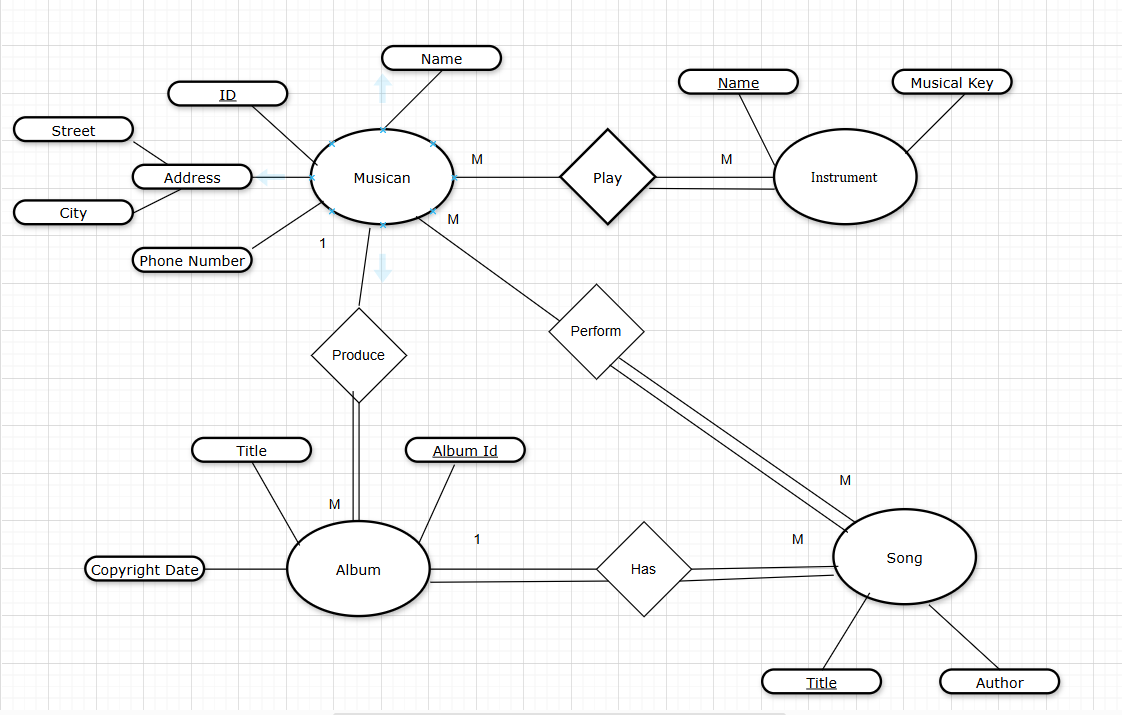 Name
ID
Name
Musical Key
Street
Address
City
Phone Number
Musican
M
Play
M
Instrument
M
1
Perform
Produce
Title
Album Id
M
M
1
M
Copyright Date
Album
Has
Song
Title
Author